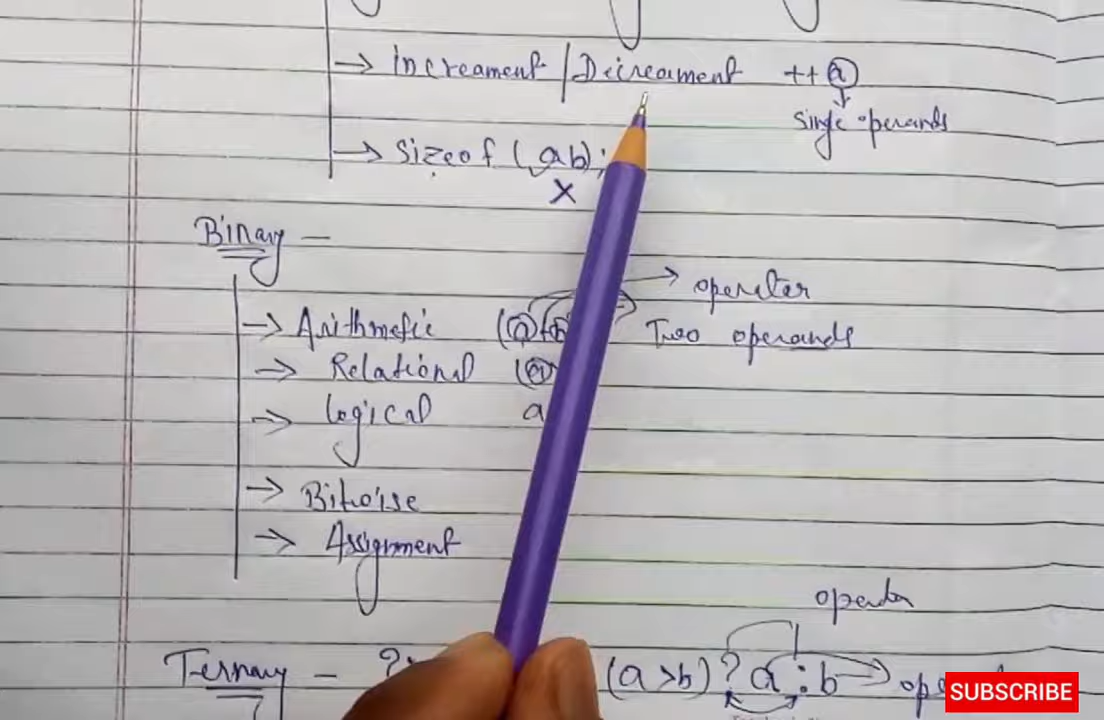 → Increament / Decreament ++a
Single operands
→ Sizeof (ab);
X
Binary —
operator
→ Arithmetic (a+b
Two operands
→ Relational (a
→ logical a
→ Bitwise
→ Assignment
operator
Ternary — ? (a>b) ? a : b →
SUBSCRIBE